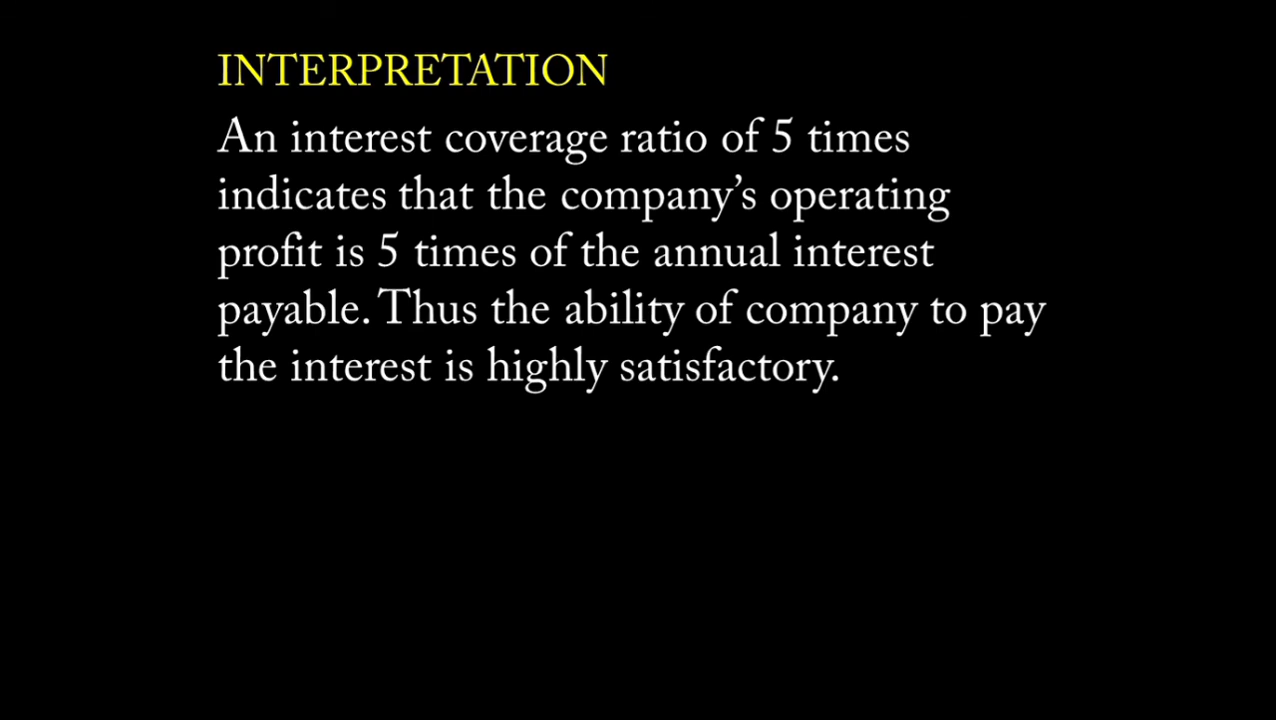 INTERPRETATION
An interest coverage ratio of 5 times
indicates that the company’s operating
profit is 5 times of the annual interest
payable. Thus the ability of company to pay
the interest is highly satisfactory.